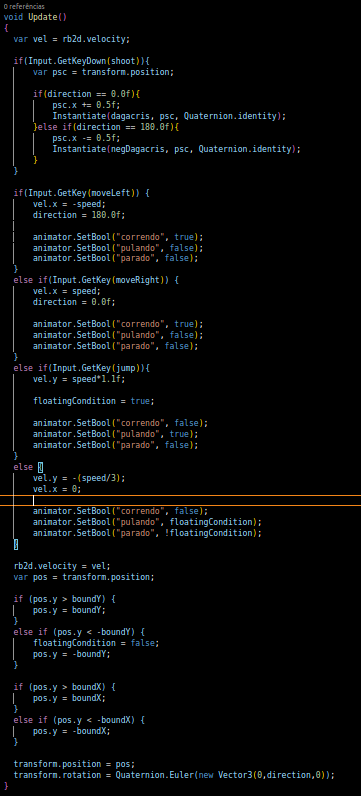 0 referências
void Update()
{
var vel = rb2d.velocity;
if(Input.GetKeyDown(shoot)){
var psc = transform.position;
if(direction == 0.0f){
psc.x += 0.5f;
Instantiate(dagacris, psc, Quaternion.identity);
}else if(direction == 180.0f){
psc.x -= 0.5f;
Instantiate(negDagacris, psc, Quaternion.identity);
}
}
if(Input.GetKey(moveLeft)) {
vel.x = -speed;
direction = 180.0f;
animator.SetBool("correndo", true);
animator.SetBool("pulando", false);
animator.SetBool("parado", false);
}
else if(Input.GetKey(moveRight)) {
vel.x = speed;
direction = 0.0f;
animator.SetBool("correndo", true);
animator.SetBool("pulando", false);
animator.SetBool("parado", false);
}
else if(Input.GetKey(jump)){
vel.y = speed*1.1f;
floatingCondition = true;
animator.SetBool("correndo", false);
animator.SetBool("pulando", true);
animator.SetBool("parado", false);
}
else {
vel.y = -(speed/3);
vel.x = 0;
animator.SetBool("correndo", false);
animator.SetBool("pulando", floatingCondition);
animator.SetBool("parado", !floatingCondition);
}
rb2d.velocity = vel;
var pos = transform.position;
if (pos.y > boundY) {
pos.y = boundY;
}
else if (pos.y < -boundY) {
floatingCondition = false;
pos.y = -boundY;
}
if (pos.y > boundX) {
pos.y = boundX;
}
else if (pos.y < -boundX) {
pos.y = -boundX;
}
transform.position = pos;
transform.rotation = Quaternion.Euler(new Vector3(0,direction,0));
}